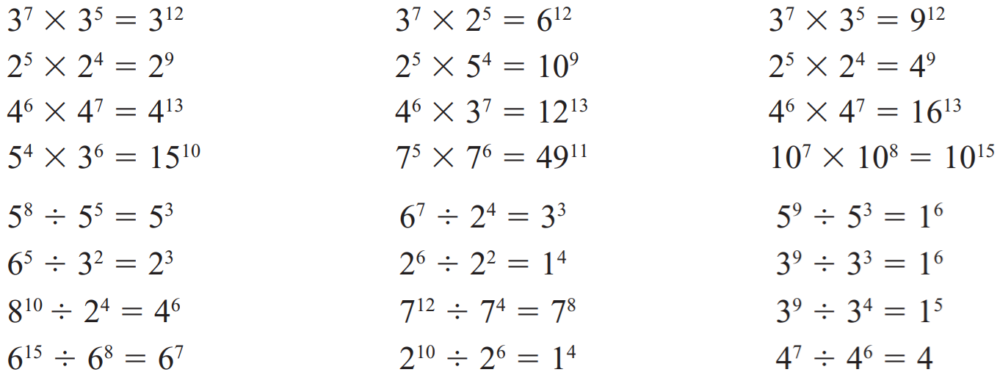 3⁷ × 3⁵ = 3¹² 3⁷ × 2⁵ = 6¹² 3⁷ × 3⁵ = 9¹²
2⁵ × 2⁴ = 2⁹ 2⁵ × 5⁴ = 10⁹ 2⁵ × 2⁴ = 4⁹
4⁶ × 4⁷ = 4¹³ 4⁶ × 3⁷ = 12¹³ 4⁶ × 4⁷ = 16¹³
5⁴ × 3⁶ = 15¹⁰ 7⁵ × 7⁶ = 49¹¹ 10⁷ × 10⁸ = 10¹⁵
5⁸ ÷ 5⁵ = 5³ 6⁷ ÷ 2⁴ = 3³ 5⁹ ÷ 5³ = 1⁶
6⁵ ÷ 3² = 2³ 2⁶ ÷ 2² = 1⁴ 3⁹ ÷ 3³ = 1⁶
8¹⁰ ÷ 2⁴ = 4⁶ 7¹² ÷ 7⁴ = 7⁸ 3⁹ ÷ 3⁴ = 1⁵
6¹⁵ ÷ 6⁸ = 6⁷ 2¹⁰ ÷ 2⁶ = 1⁴ 4⁷ ÷ 4⁶ = 4